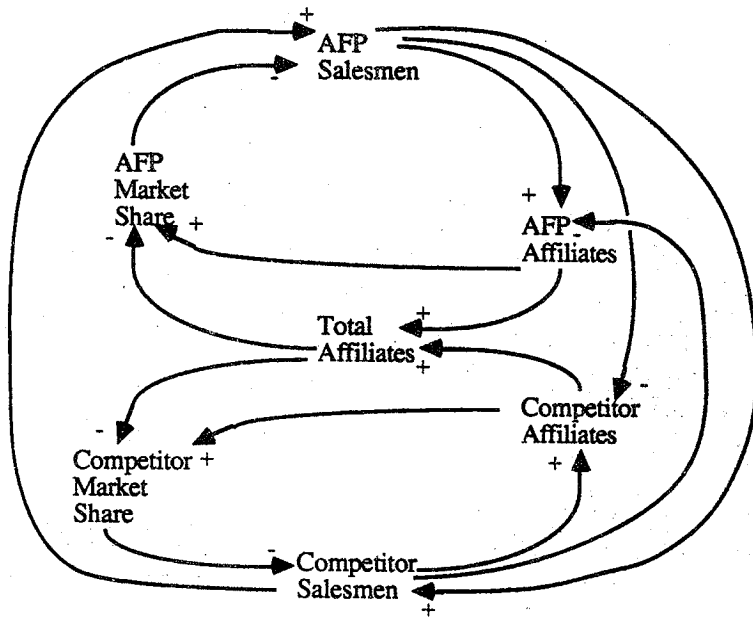 +
AFP
Salesmen
-
AFP
Market
Share
+
-
+
AFP
-
Affiliates
+
Total
Affiliates
+
-
Competitor
Affiliates
+
-
Competitor
Market
Share
+
-
Competitor
Salesmen
+